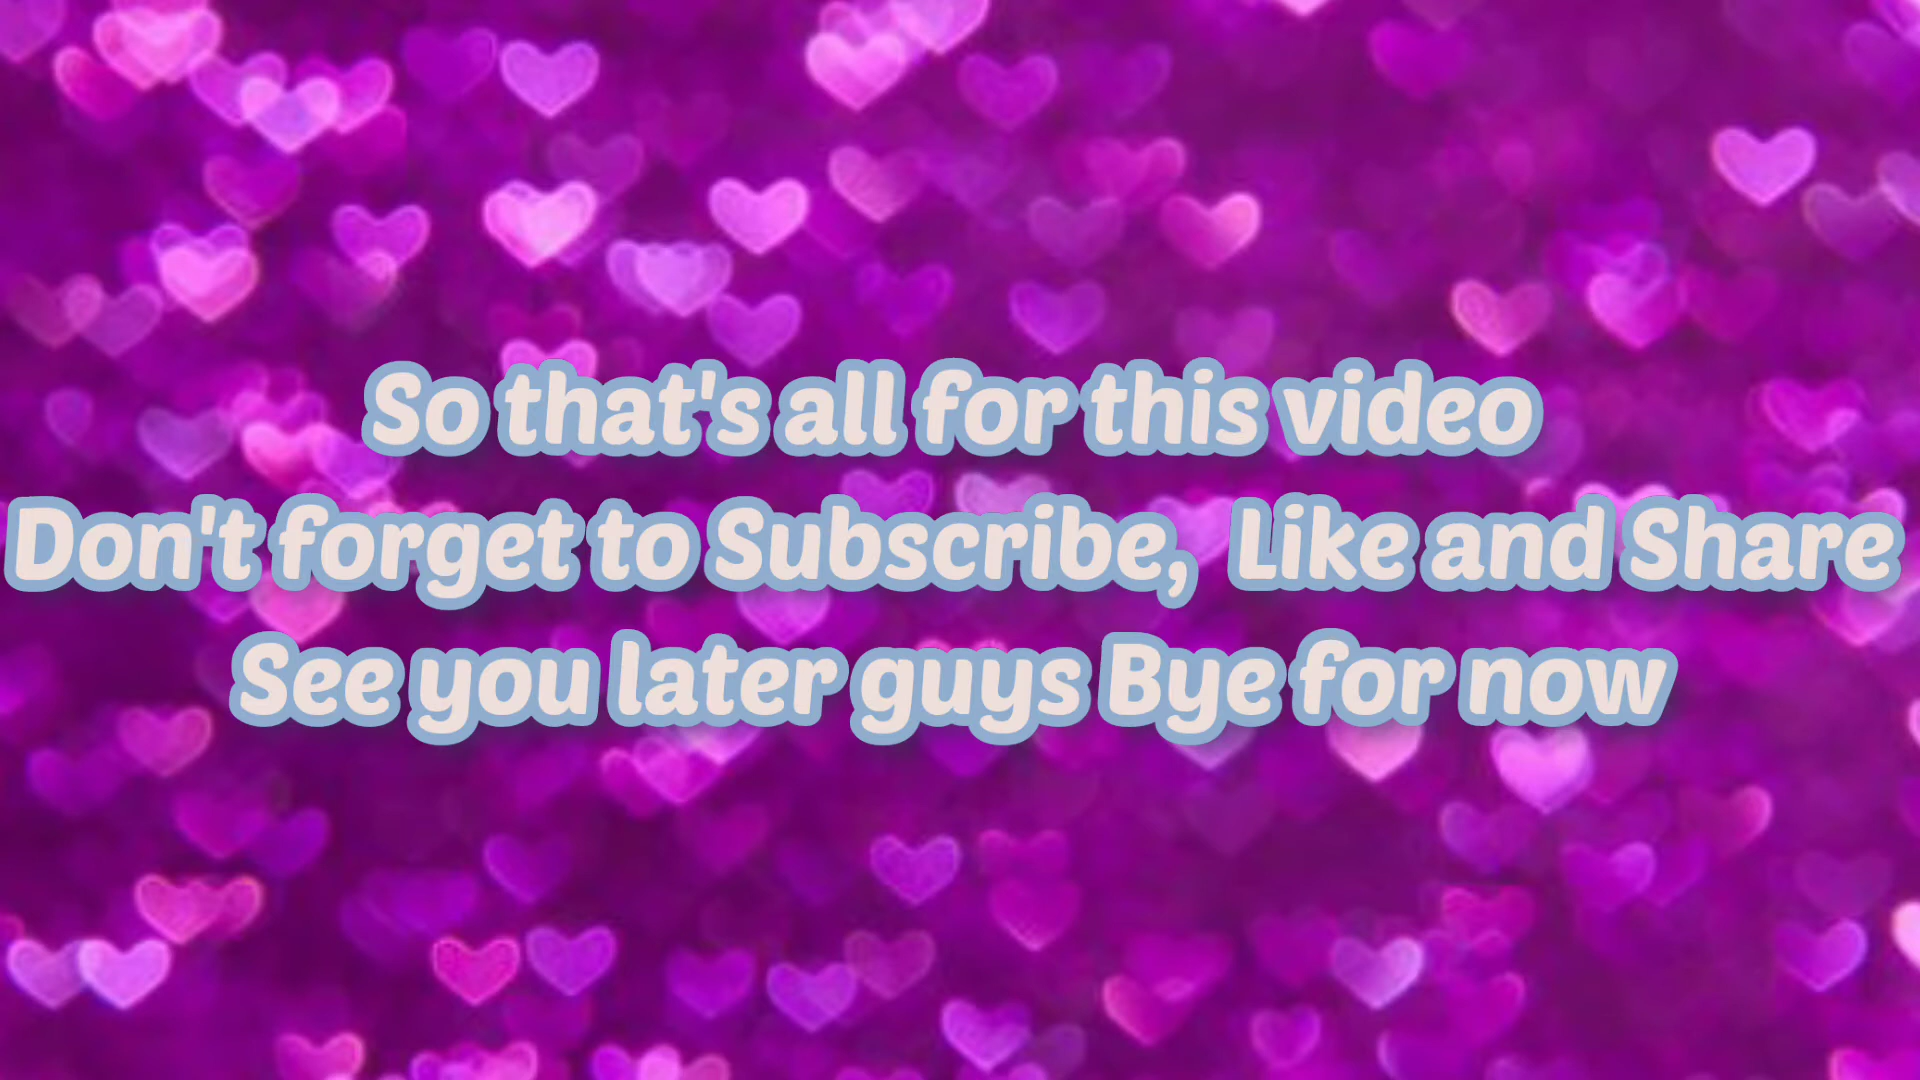 So that's all for this video
Don't forget to Subscribe, Like and Share
See you later guys Bye for now